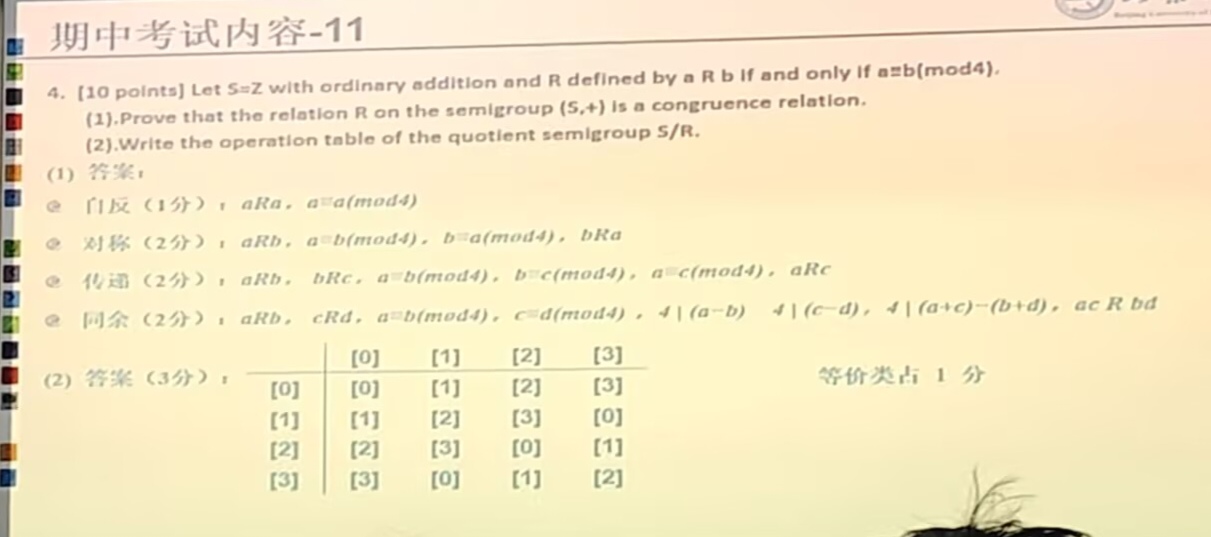 期中考试内容-11
4. [10 points] Let S=Z with ordinary addition and R defined by a R b if and only if a≡b(mod4).
(1).Prove that the relation R on the semigroup (S,+) is a congruence relation.
(2).Write the operation table of the quotient semigroup S/R.
(1) 答案:
自反（1分）: aRa, a≡a(mod4)
对称（2分）: aRb, a≡b(mod4), b≡a(mod4), bRa
传递（2分）: aRb, bRc, a≡b(mod4), b≡c(mod4), a≡c(mod4), aRc
同余（2分）: aRb, cRd, a≡b(mod4), c≡d(mod4), 4 | (a-b) 4 | (c-d), 4 | (a+c)-(b+d), ac R bd
(2) 答案（3分）:
[0] [1] [2] [3]
[0] [0] [1] [2] [3]
[1] [1] [2] [3] [0]
[2] [2] [3] [0] [1]
[3] [3] [0] [1] [2]
等价类占 1 分